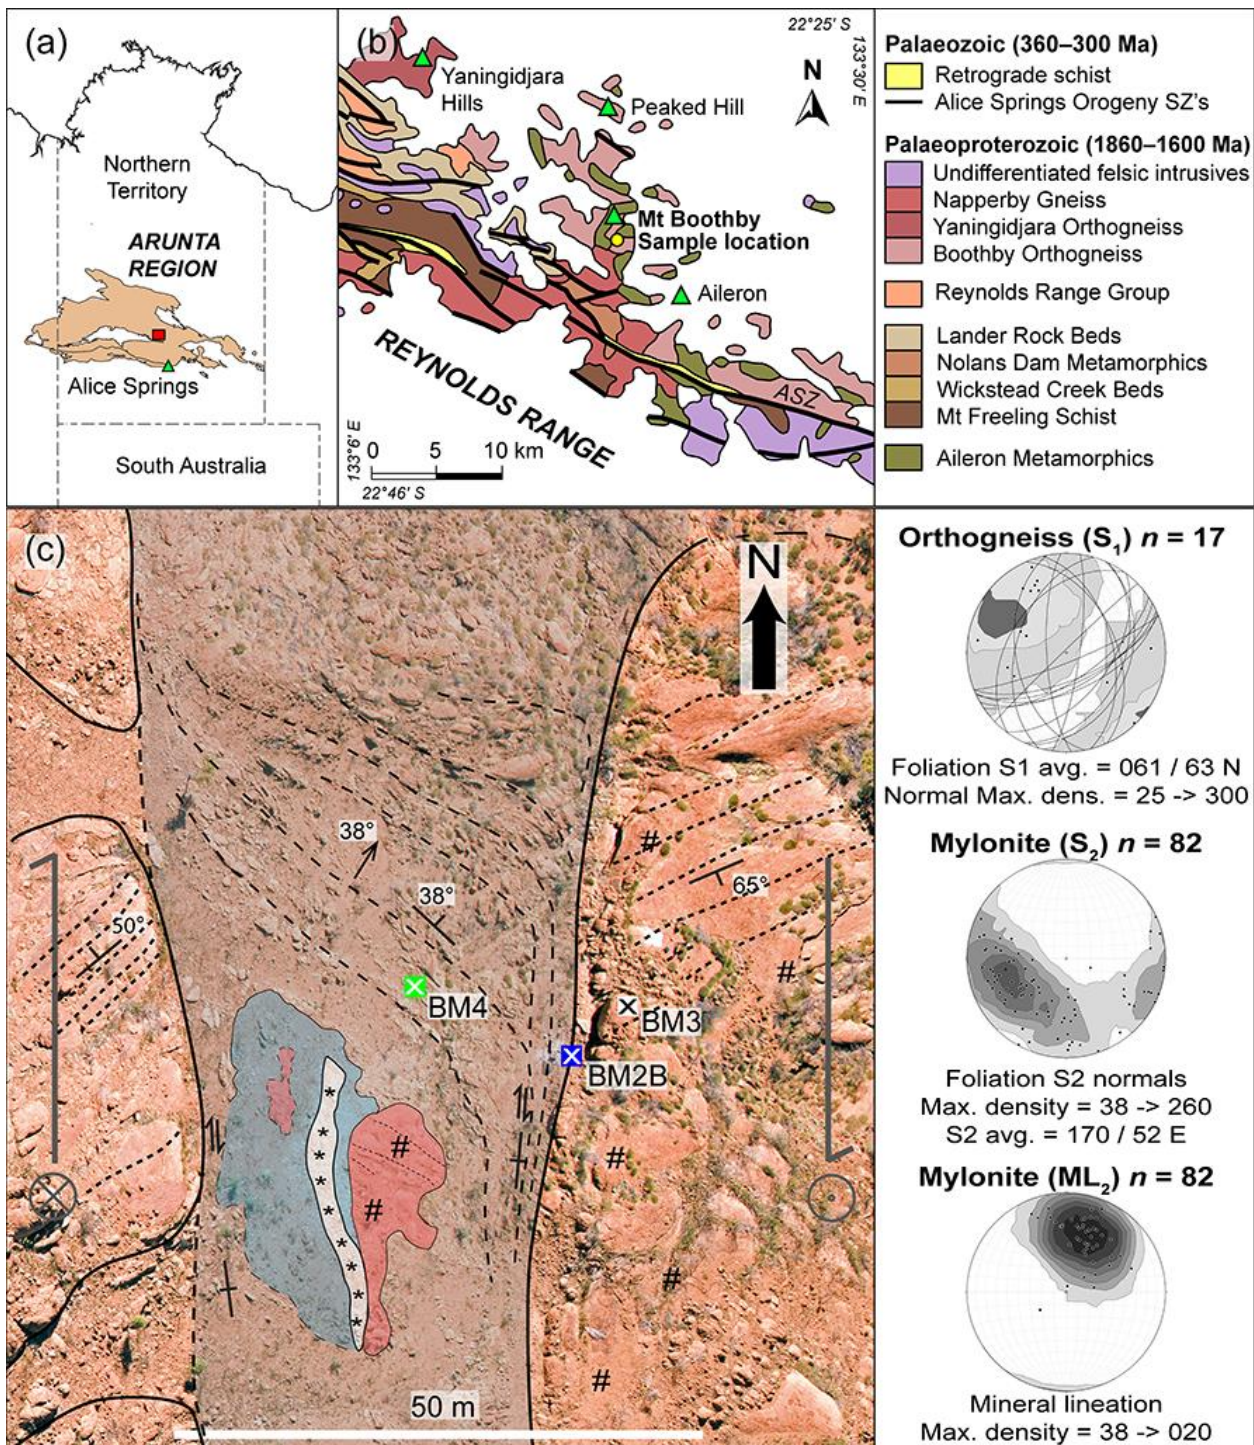 (a)
Northern
Territory
ARUNTA
REGION
Alice Springs
South Australia
(b)
22°25' S
133°30' E
N
Yaningidjara
Hills
Peaked Hill
Mt Boothby
Sample location
Aileron
REYNOLDS RANGE
ASZ
133°6' E
0 5 10 km
22°46' S
Palaeozoic (360–300 Ma)
Retrograde schist
Alice Springs Orogeny SZ's
Palaeoproterozoic (1860–1600 Ma)
Undifferentiated felsic intrusives
Napperby Gneiss
Yaningidjara Orthogneiss
Boothby Orthogneiss
Reynolds Range Group
Lander Rock Beds
Nolans Dam Metamorphics
Wickstead Creek Beds
Mt Freeling Schist
Aileron Metamorphics
(c)
N
38°
38°
50°
65°
#
#
BM4
BM3
BM2B
* * * * * * * *
#
#
#
#
#
50 m
Orthogneiss (S1) n = 17
Foliation S1 avg. = 061 / 63 N
Normal Max. dens. = 25 -> 300
Mylonite (S2) n = 82
Foliation S2 normals
Max. density = 38 -> 260
S2 avg. = 170 / 52 E
Mylonite (ML2) n = 82
Mineral lineation
Max. density = 38 -> 020